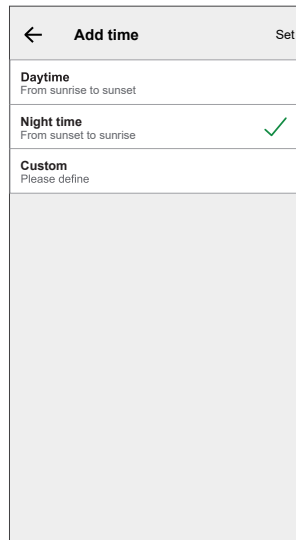 Add time Set
Daytime
From sunrise to sunset
Night time
From sunset to sunrise
Custom
Please define